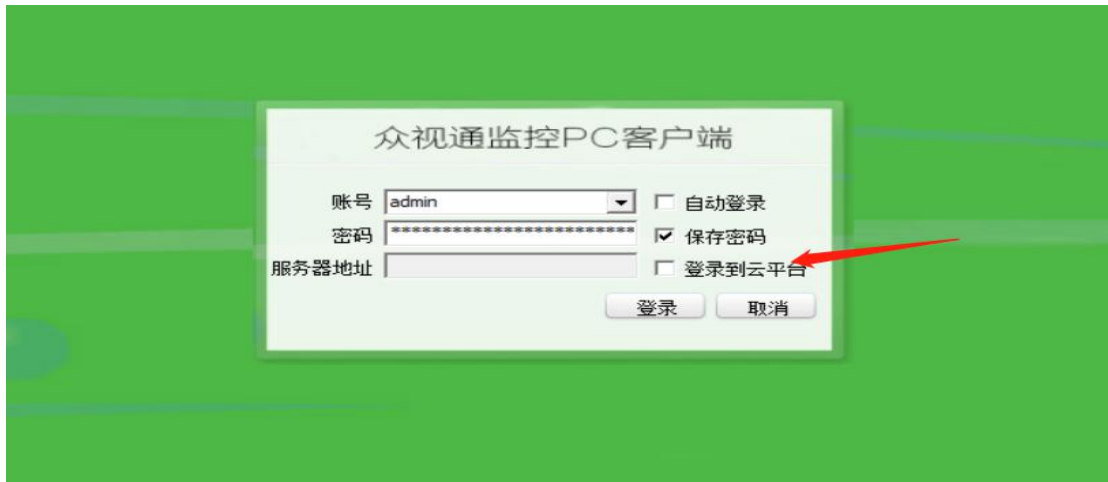 众视通监控PC客户端
账号 admin 自动登录
密码 ************************ 保存密码
服务器地址 登录到云平台
登录 取消